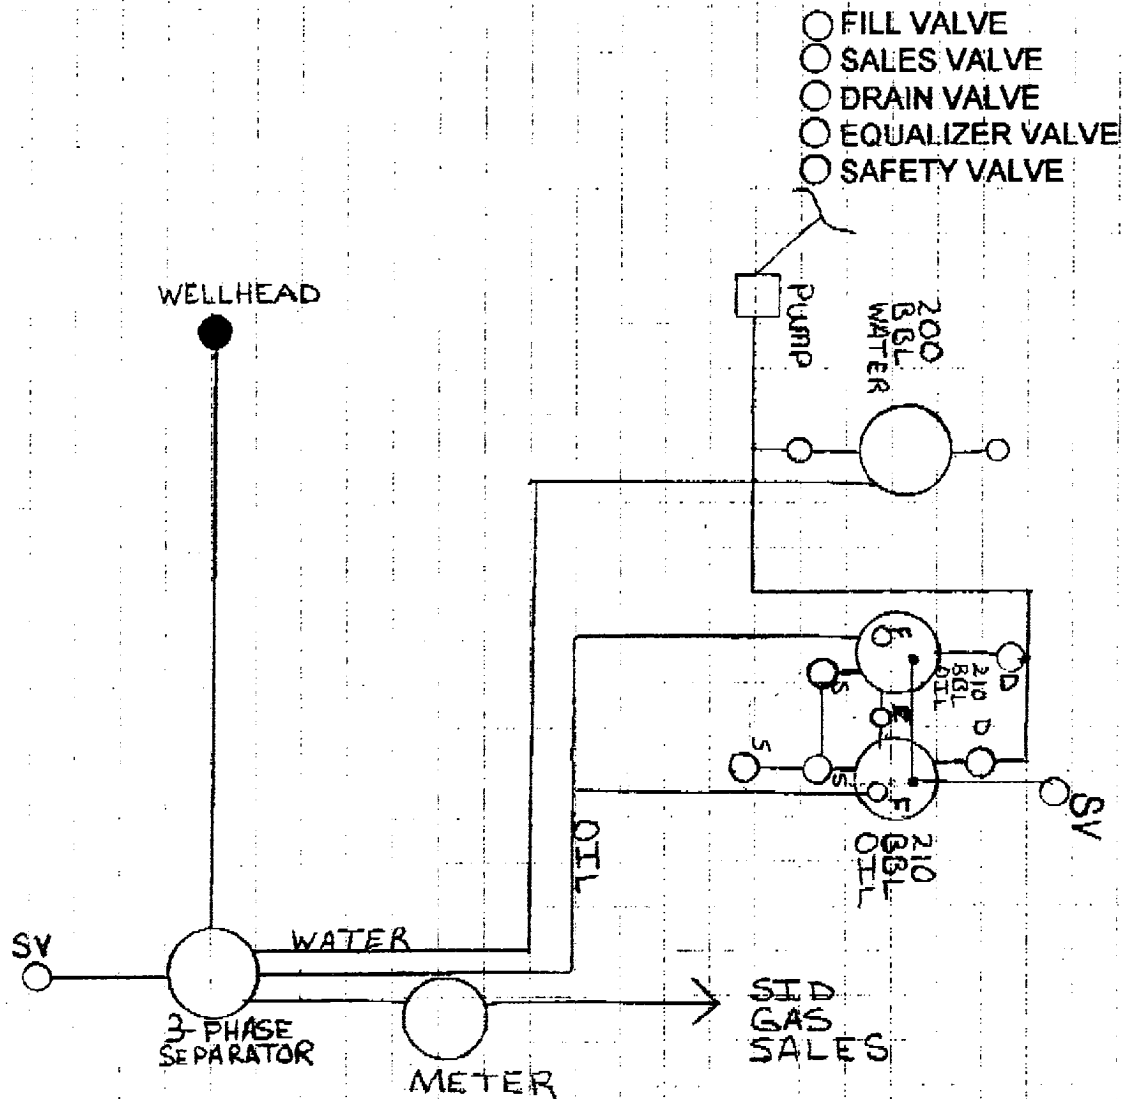 FILL VALVE
SALES VALVE
DRAIN VALVE
EQUALIZER VALVE
SAFETY VALVE
WELLHEAD
PUMP
200
BBL
WATER
F
S
210
BBL
OIL
D
E
D
S
S
F
SV
210
BBL
OIL
OIL
WATER
SV
3-PHASE
SEPARATOR
METER
SID
GAS
SALES